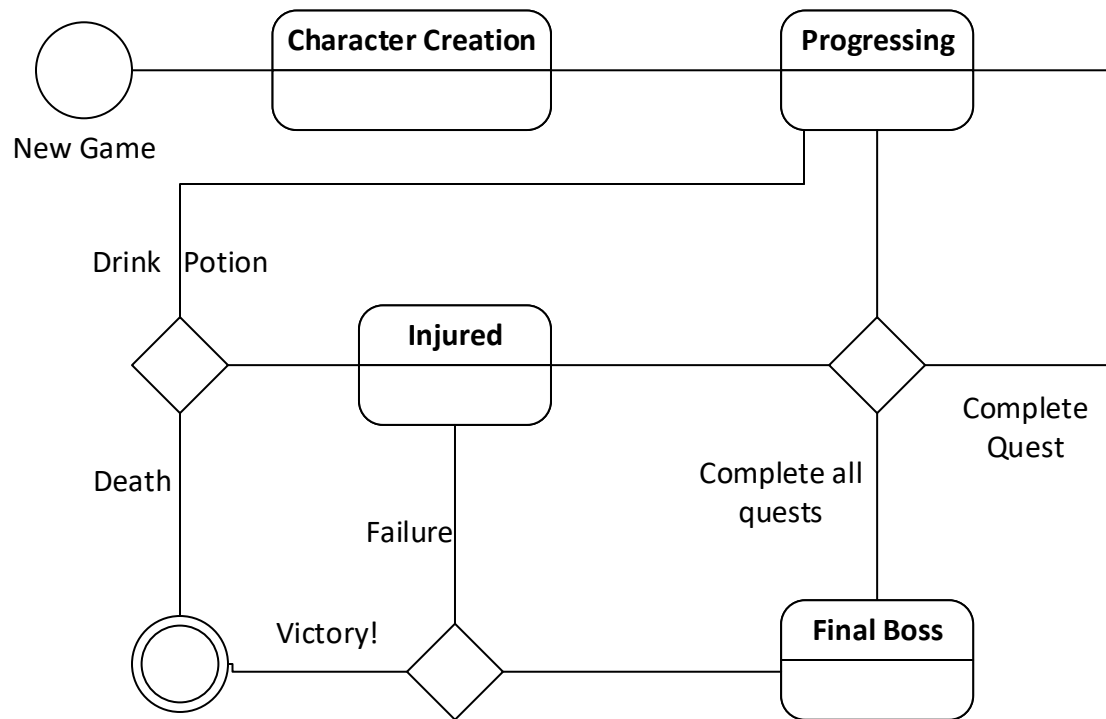 Character Creation
Progressing
New Game
Drink Potion
Injured
Complete
Quest
Death
Complete all
quests
Failure
Victory!
Final Boss